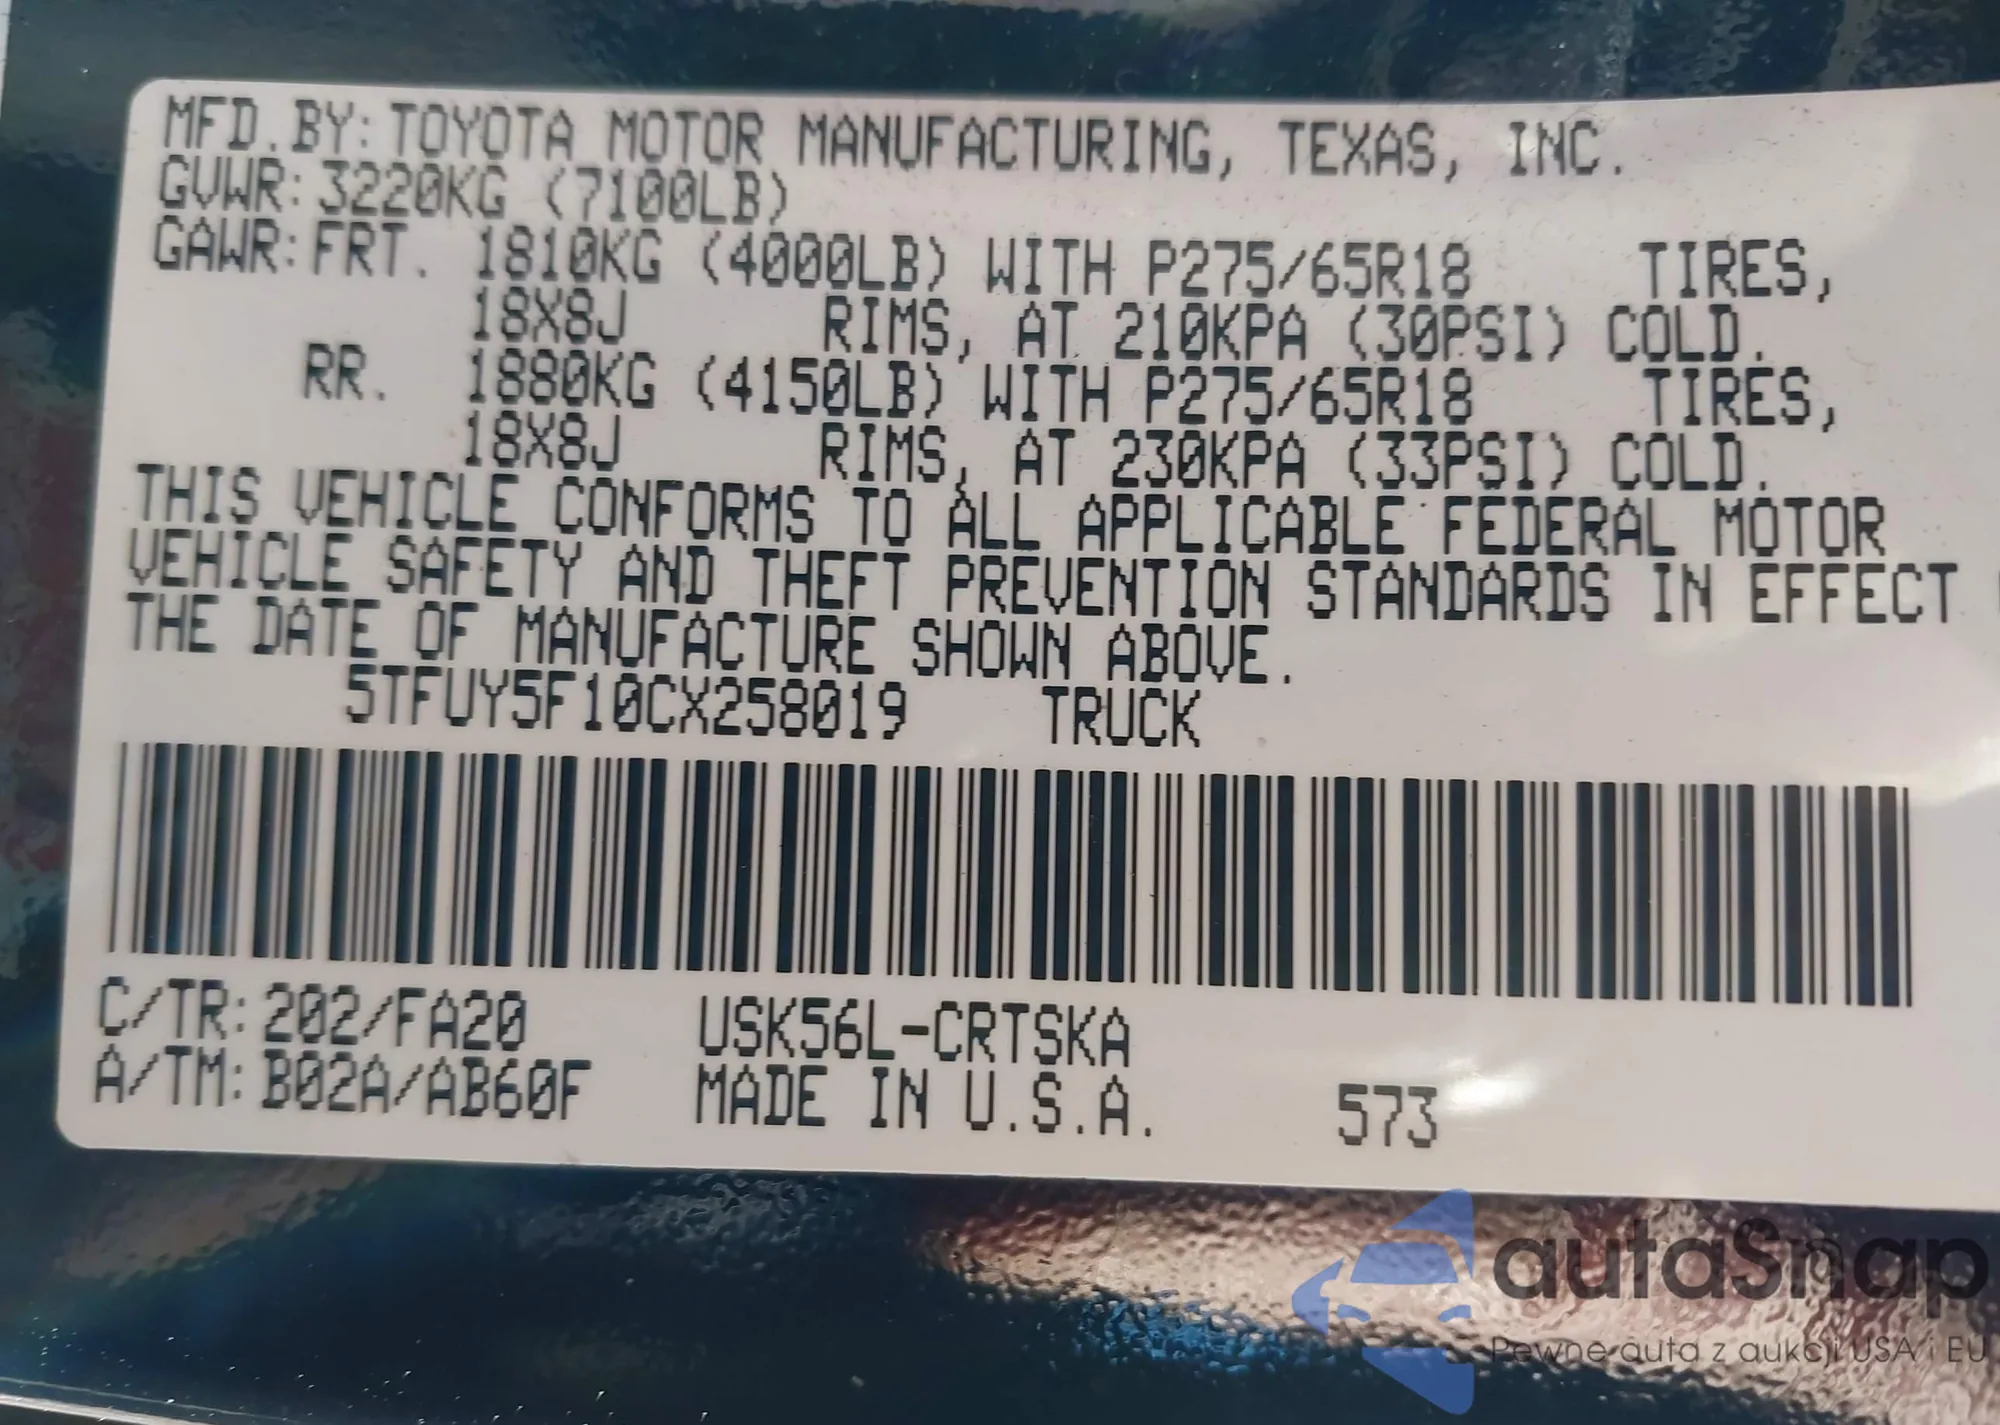 MFD.BY: TOYOTA MOTOR MANUFACTURING, TEXAS, INC.
GVWR: 3220KG (7100LB)
GAWR: FRT. 1810KG (4000LB) WITH P275/65R18 TIRES,
18X8J RIMS, AT 210KPA (30PSI) COLD.
RR. 1880KG (4150LB) WITH P275/65R18 TIRES,
18X8J RIMS, AT 230KPA (33PSI) COLD.
THIS VEHICLE CONFORMS TO ALL APPLICABLE FEDERAL MOTOR
VEHICLE SAFETY AND THEFT PREVENTION STANDARDS IN EFFECT
THE DATE OF MANUFACTURE SHOWN ABOVE.
5TFUY5F10CX258019 TRUCK
C/TR: 202/FA20 USK56L-CRTSKA
A/TM: B02A/AB60F MADE IN U.S.A. 573
autaSnap
Pewne auta z aukcji USA i EU